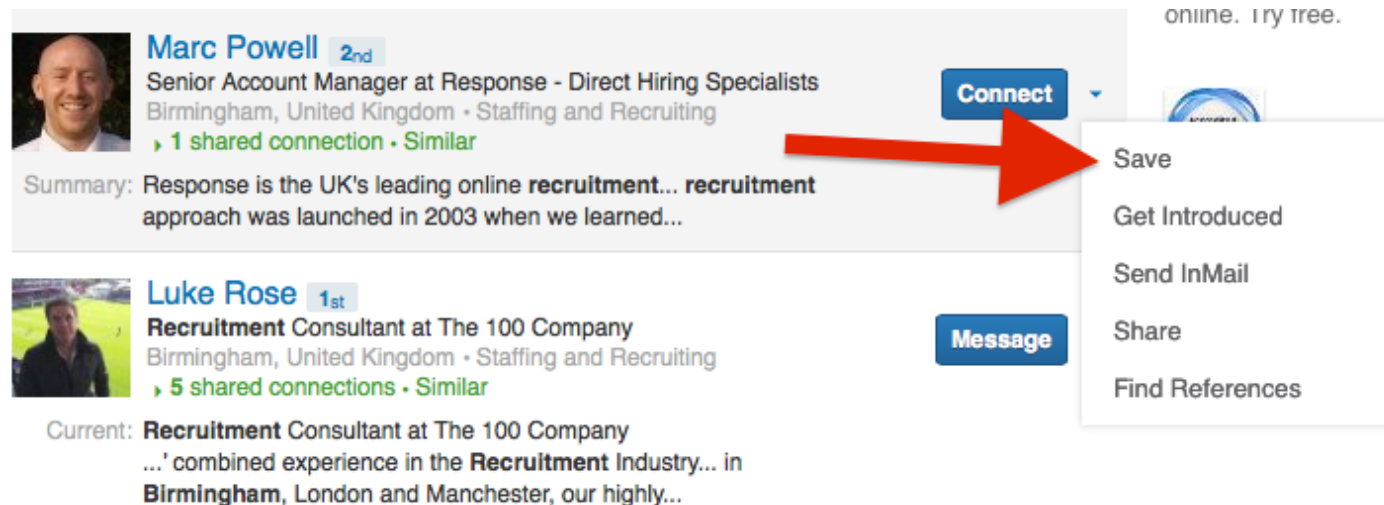 online. Try free.
Marc Powell 2nd
Senior Account Manager at Response - Direct Hiring Specialists
Birmingham, United Kingdom • Staffing and Recruiting
1 shared connection • Similar
Connect
Summary: Response is the UK's leading online recruitment... recruitment
approach was launched in 2003 when we learned...
Save
Get Introduced
Send InMail
Share
Find References
Luke Rose 1st
Recruitment Consultant at The 100 Company
Birmingham, United Kingdom • Staffing and Recruiting
5 shared connections • Similar
Message
Current: Recruitment Consultant at The 100 Company
...' combined experience in the Recruitment Industry... in
Birmingham, London and Manchester, our highly...